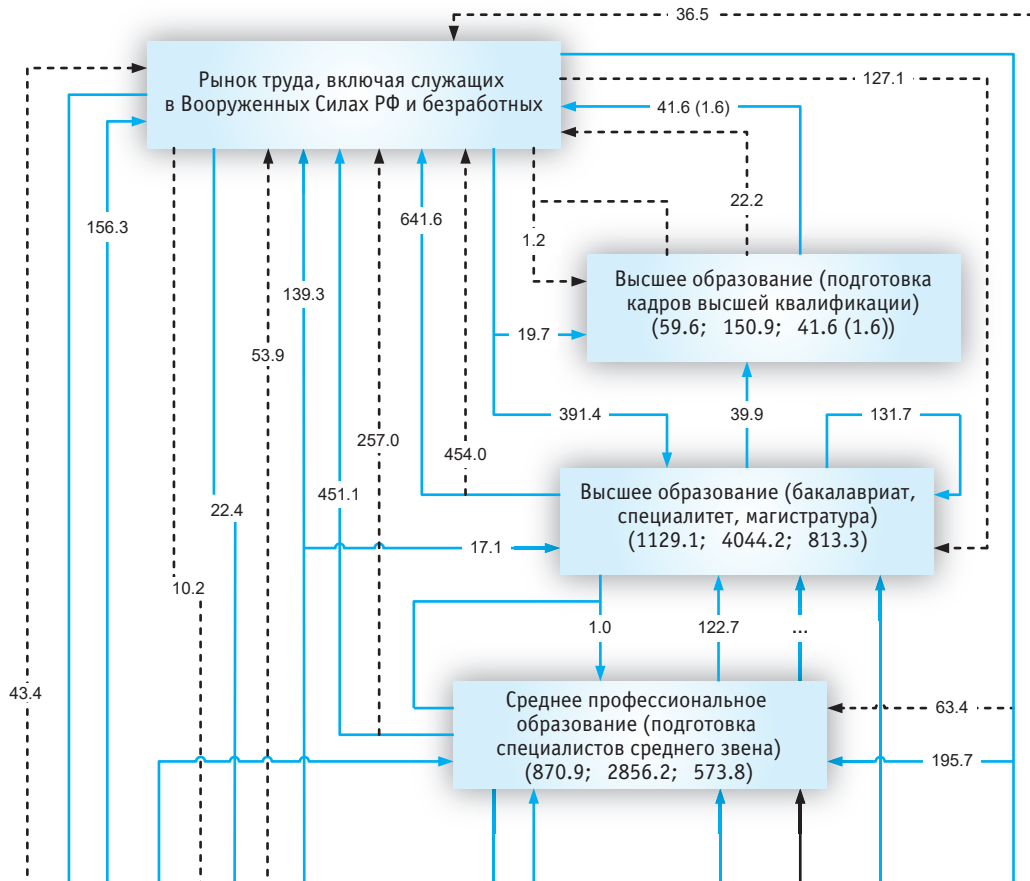 36.5
Рынок труда, включая служащих
в Вооруженных Силах РФ и безработных
127.1
41.6 (1.6)
156.3
641.6
22.2
1.2
139.3
Высшее образование (подготовка
кадров высшей квалификации)
(59.6; 150.9; 41.6 (1.6))
19.7
53.9
391.4
39.9
131.7
257.0
454.0
451.1
22.4
Высшее образование (бакалавриат,
специалитет, магистратура)
(1129.1; 4044.2; 813.3)
17.1
10.2
1.0
122.7
...
43.4
Среднее профессиональное
образование (подготовка
специалистов среднего звена)
(870.9; 2856.2; 573.8)
63.4
195.7